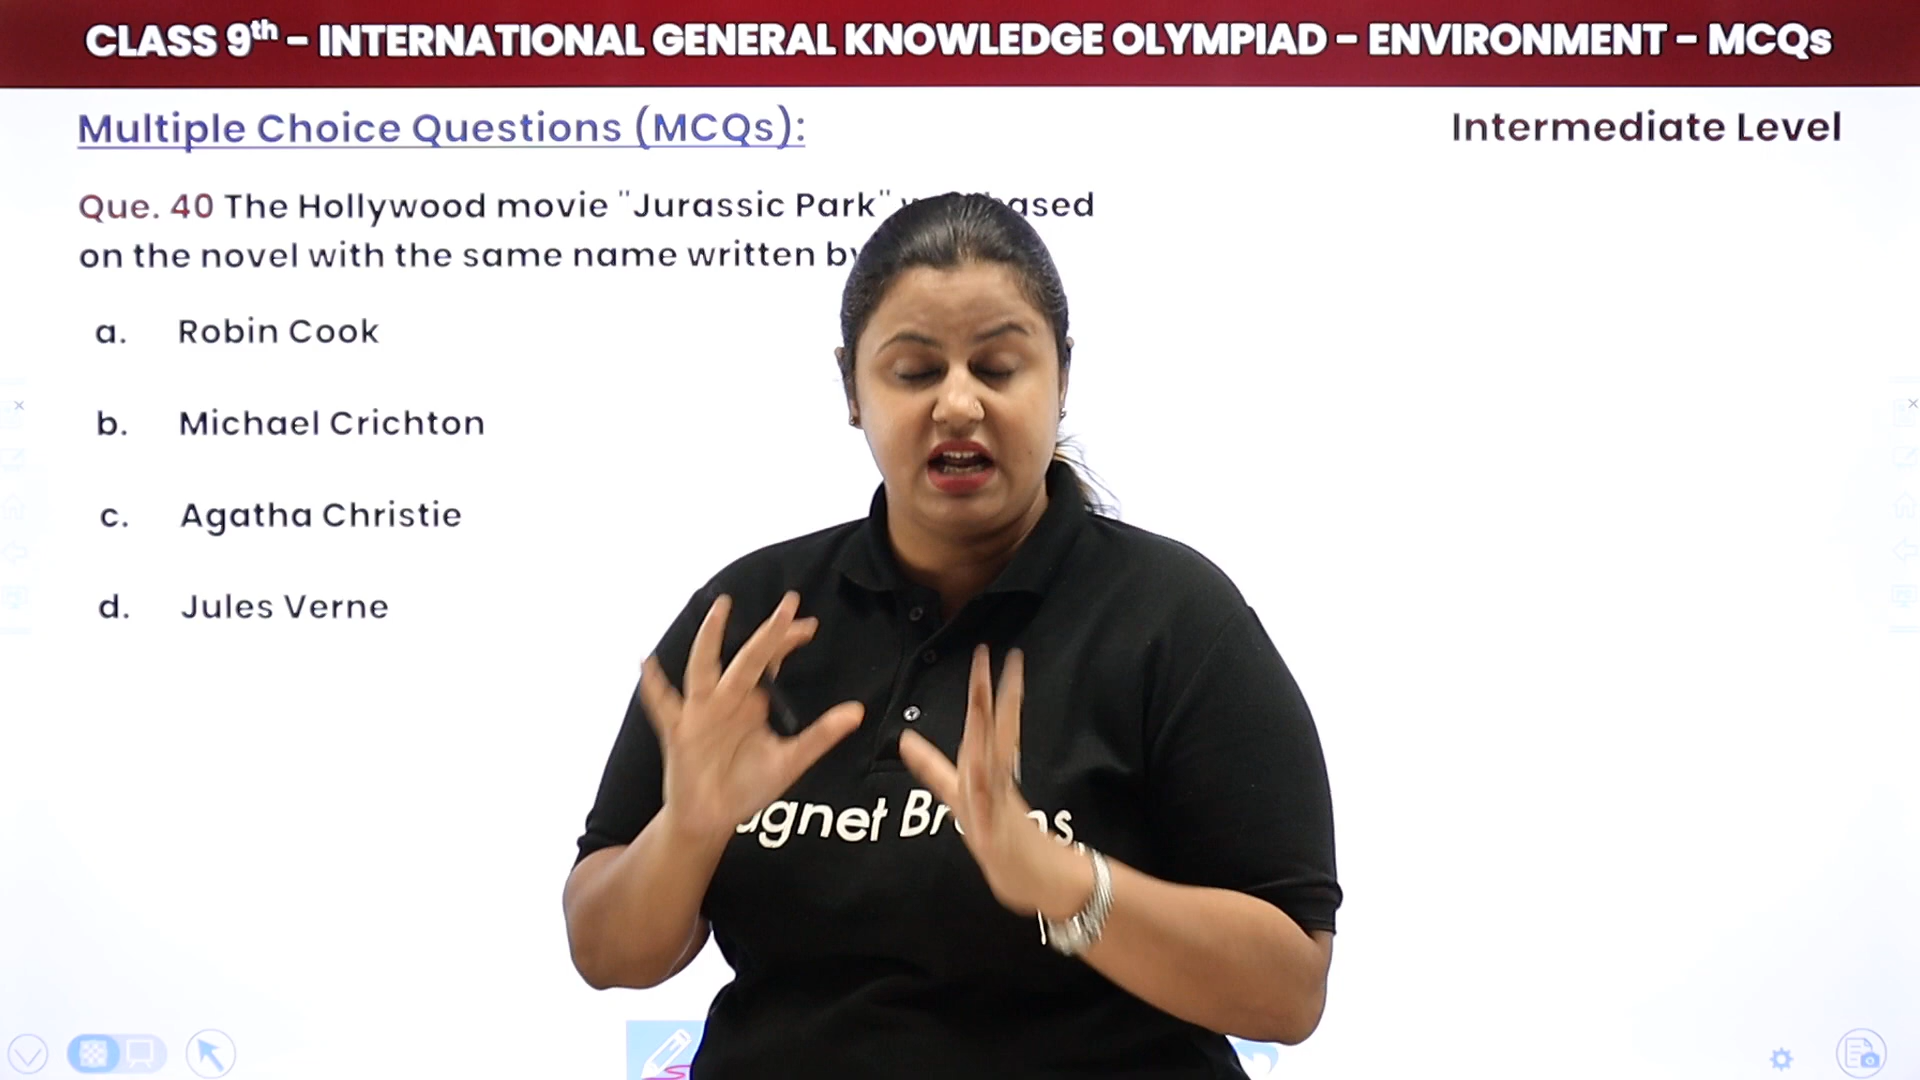 CLASS 9th - INTERNATIONAL GENERAL KNOWLEDGE OLYMPIAD - ENVIRONMENT - MCQs
Multiple Choice Questions (MCQs):
Intermediate Level
Que. 40 The Hollywood movie "Jurassic Park"
on the novel with the same name written by
a. Robin Cook
b. Michael Crichton
c. Agatha Christie
d. Jules Verne